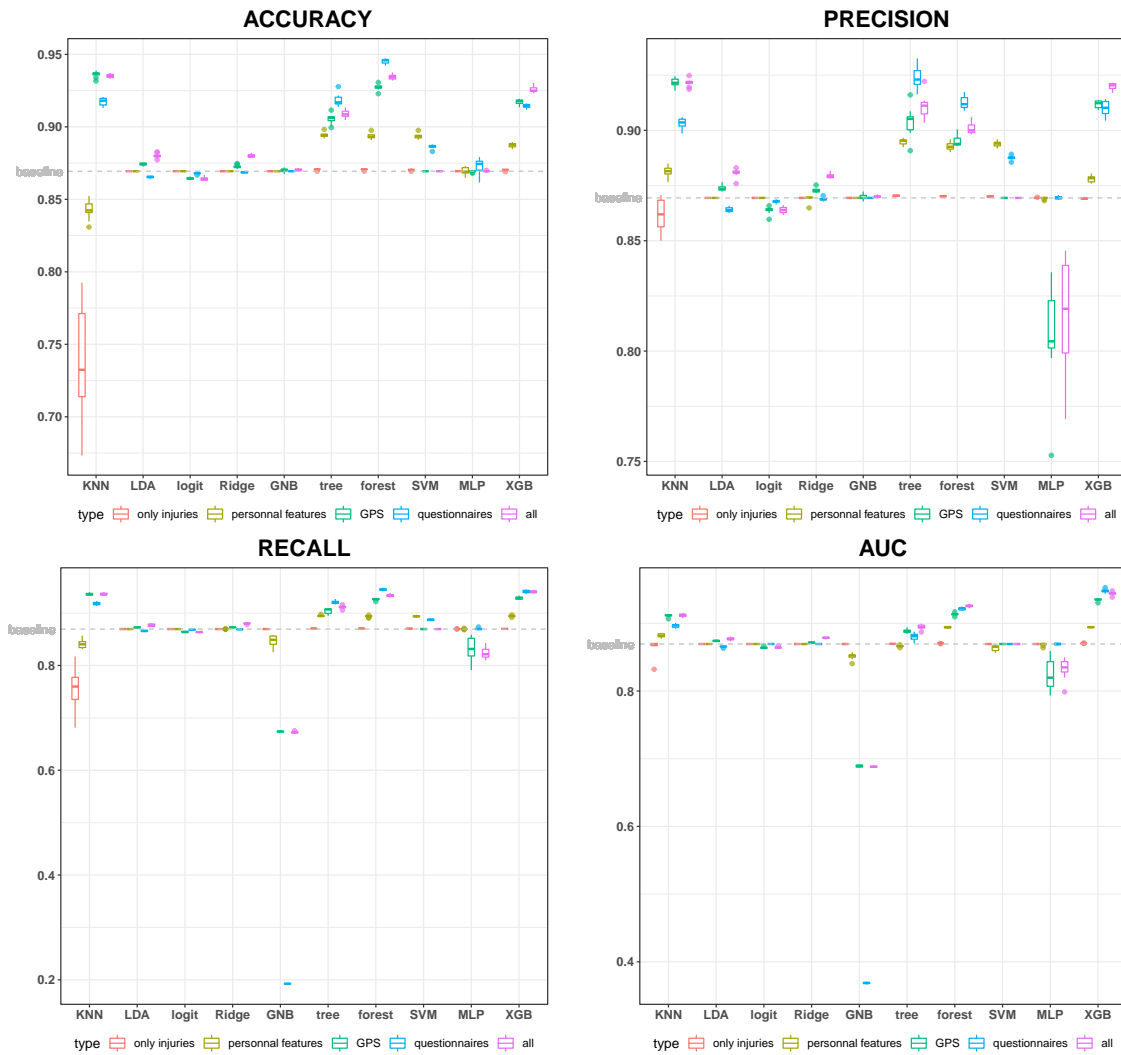 ACCURACY
PRECISION
0.95
0.90
baseline
0.85
0.80
0.75
0.70
KNN LDA logit Ridge GNB tree forest SVM MLP XGB
type only injuries personnal features GPS questionnaires all
0.90
baseline
0.85
0.80
0.75
KNN LDA logit Ridge GNB tree forest SVM MLP XGB
type only injuries personnal features GPS questionnaires all
RECALL
AUC
baseline
0.8
0.6
0.4
0.2
KNN LDA logit Ridge GNB tree forest SVM MLP XGB
type only injuries personnal features GPS questionnaires all
baseline
0.8
0.6
0.4
KNN LDA logit Ridge GNB tree forest SVM MLP XGB
type only injuries personnal features GPS questionnaires all